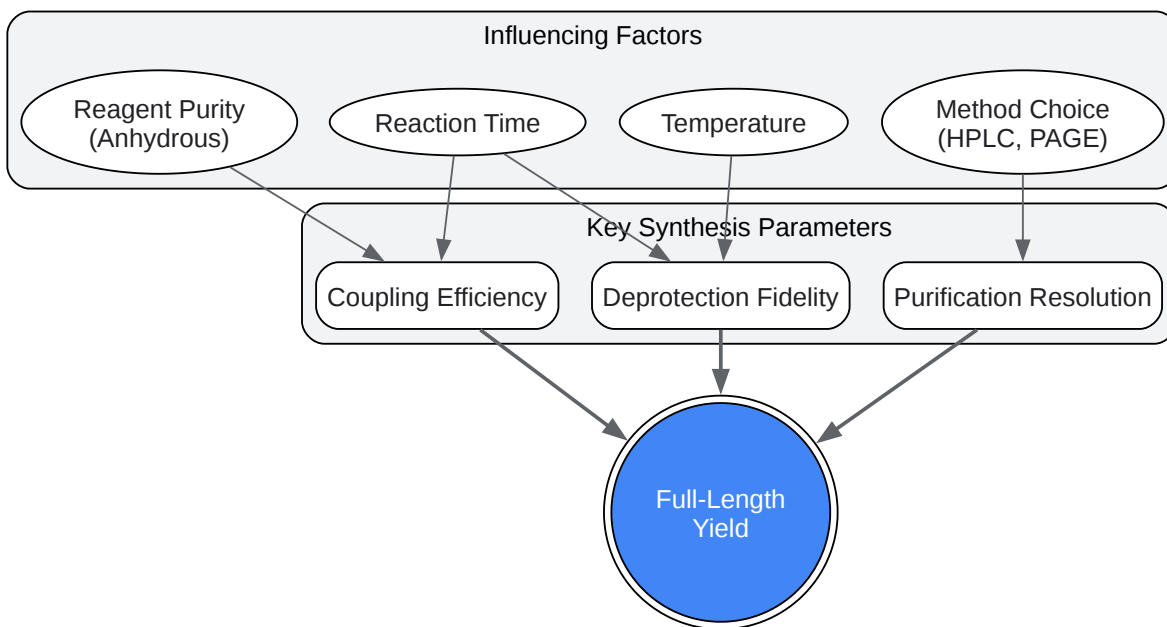 Influencing Factors
Reagent Purity
(Anhydrous)
Reaction Time
Temperature
Method Choice
(HPLC, PAGE)
Key Synthesis Parameters
Coupling Efficiency
Deprotection Fidelity
Purification Resolution
Full-Length
Yield